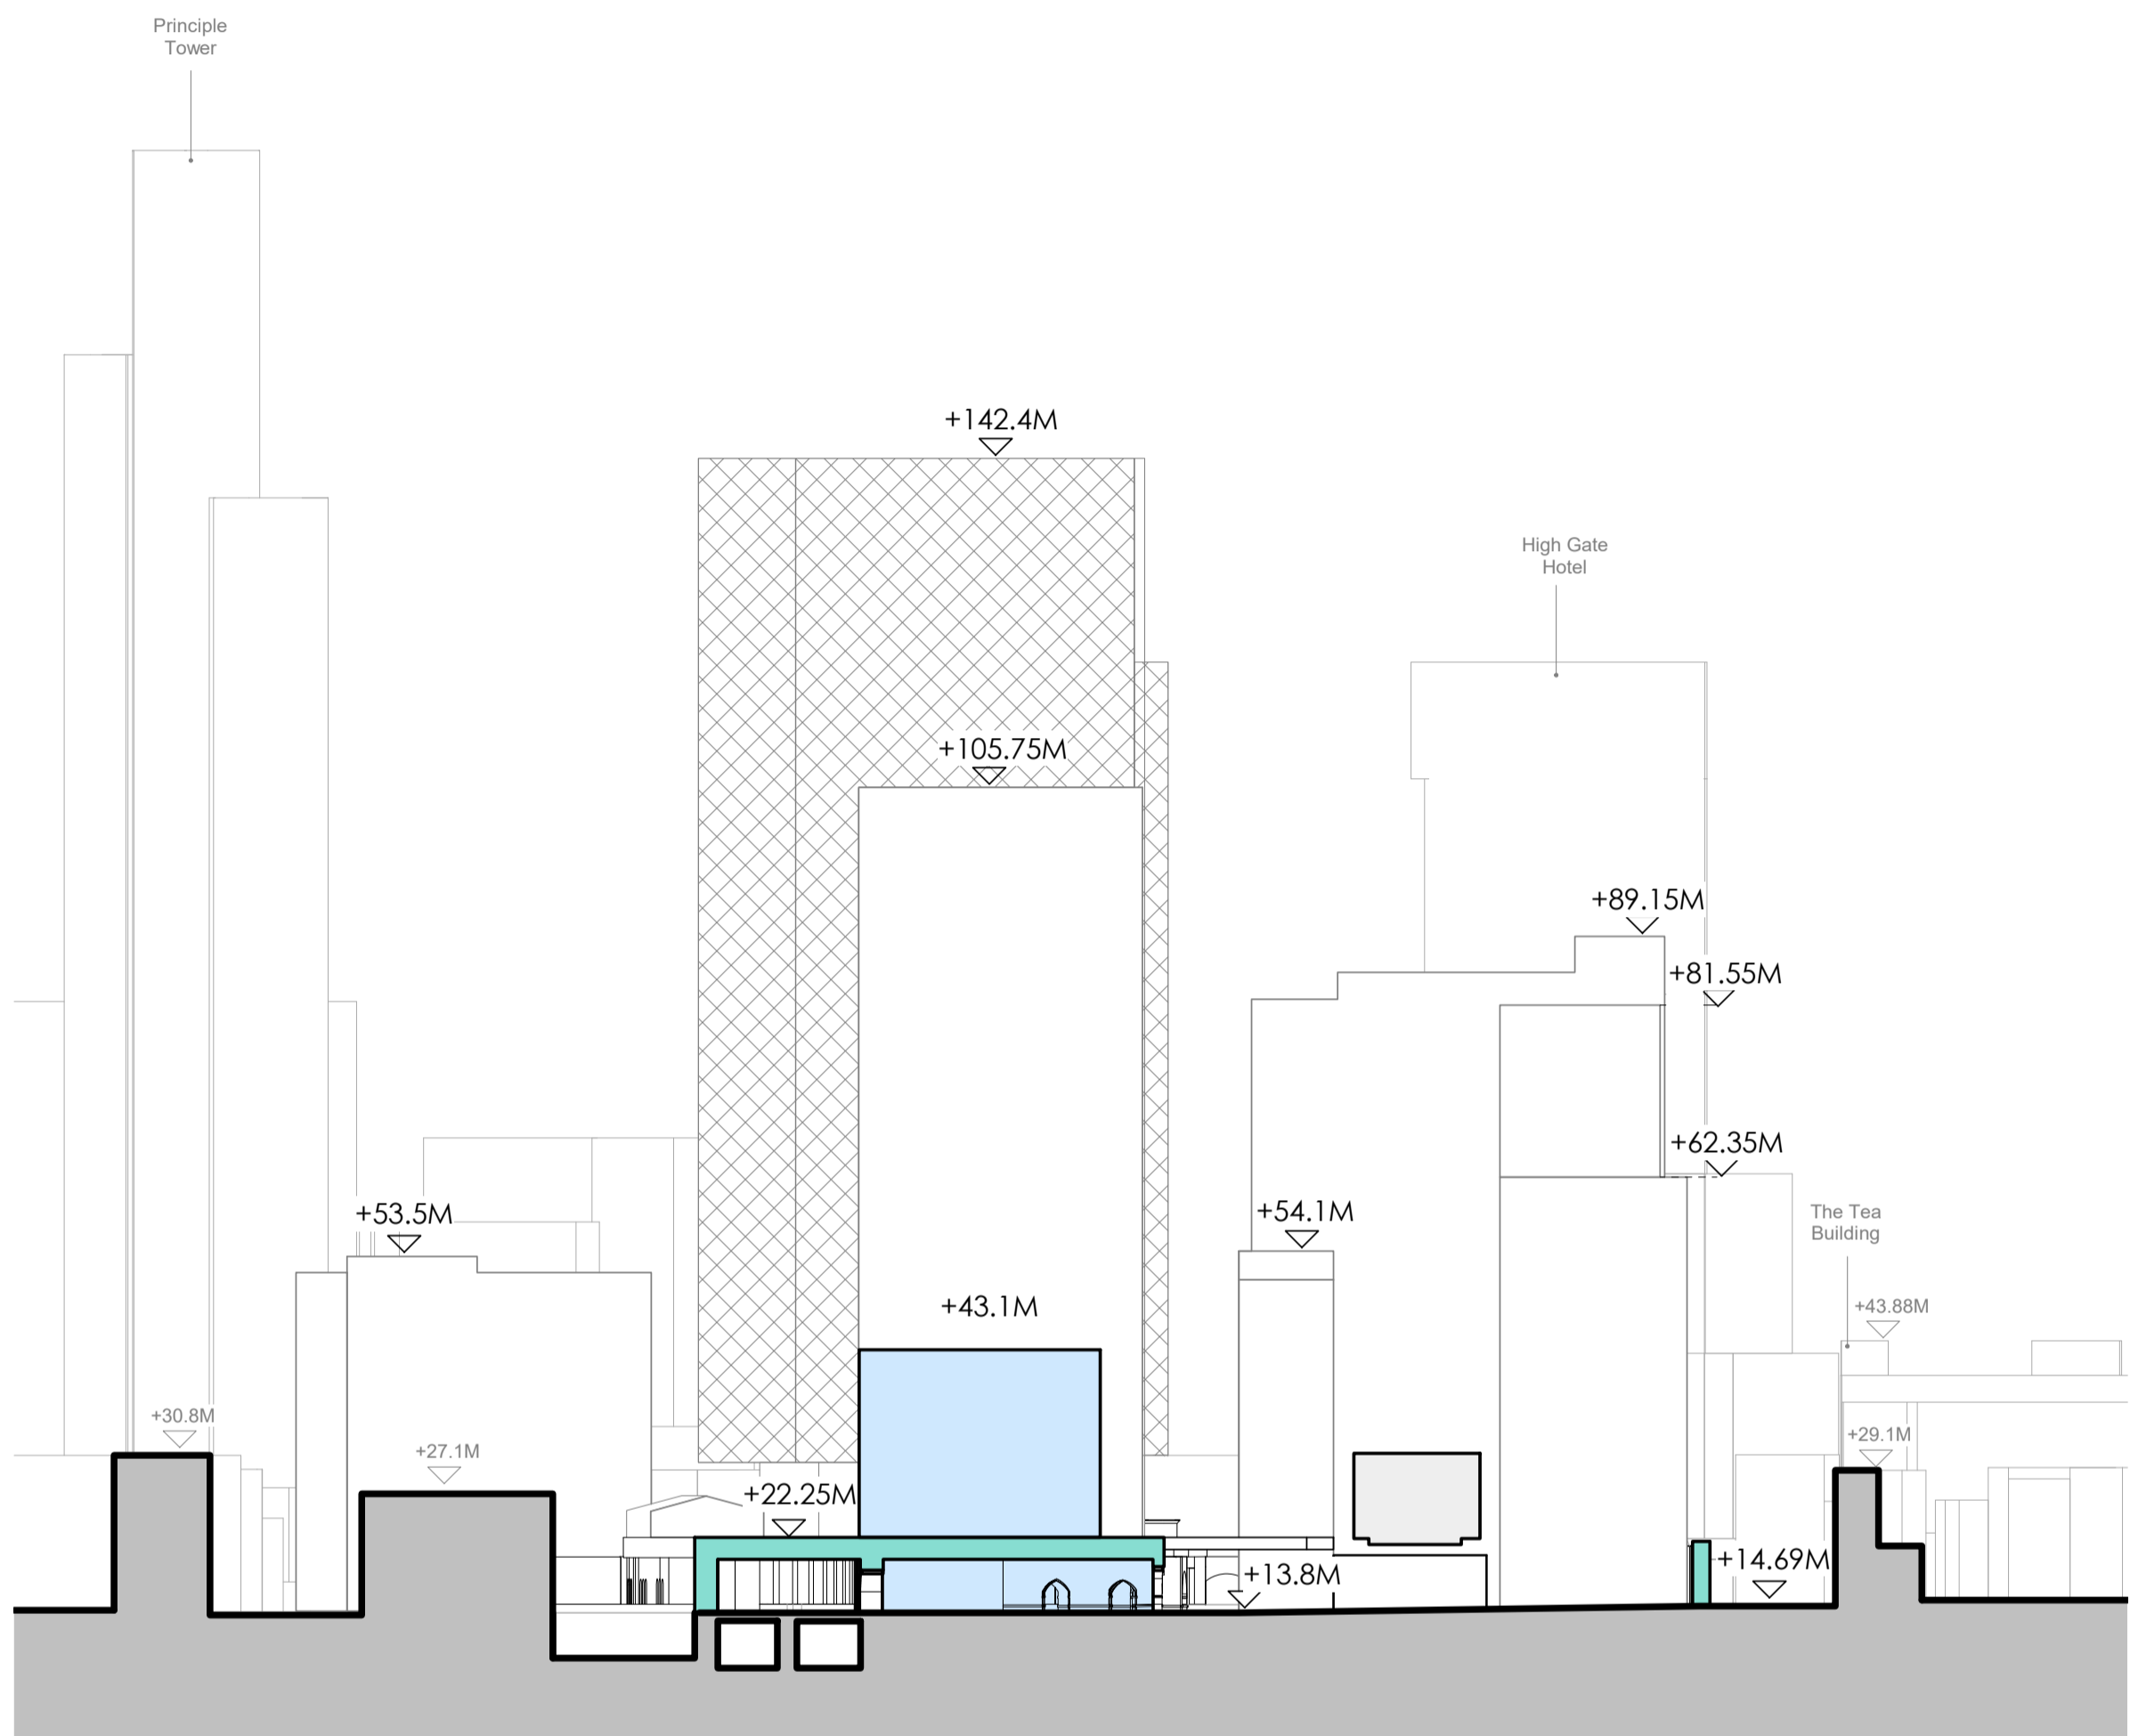 Principle
Tower
+142.4M
High Gate
Hotel
+105.75M
+89.15M
+81.55M
+62.35M
+53.5M
+54.1M
The Tea
Building
+43.1M
+43.88M
+30.8M
+27.1M
+29.1M
+22.25M
+13.8M
+14.69M